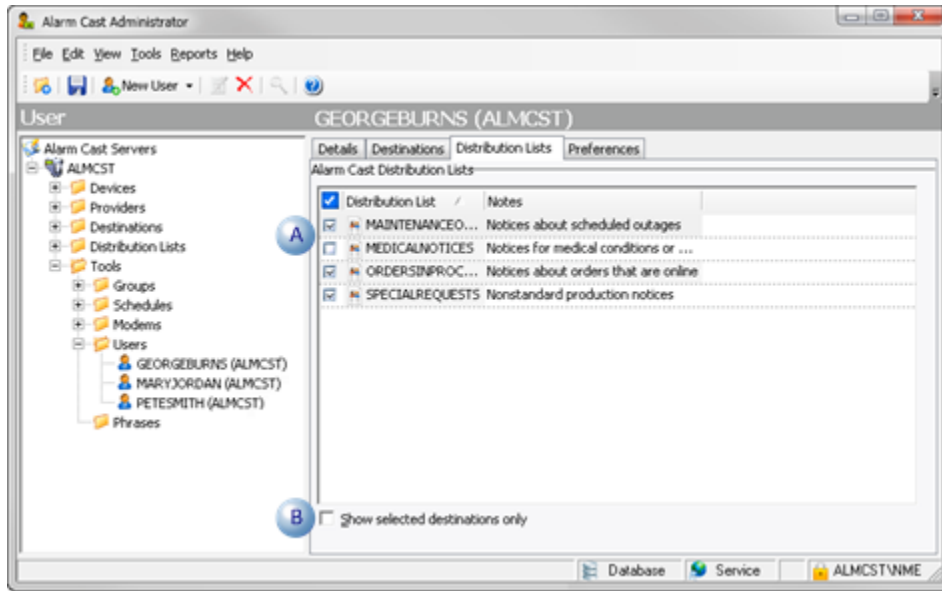 Alarm Cast Administrator
File Edit View Tools Reports Help
New User
User
GEORGEBURNS (ALMCST)
Alarm Cast Servers
ALMCST
Devices
Providers
Destinations
Distribution Lists
Tools
Groups
Schedules
Modems
Users
GEORGEBURNS (ALMCST)
MARYJORDAN (ALMCST)
PETESMITH (ALMCST)
Phrases
Details Destinations Distribution Lists Preferences
Alarm Cast Distribution Lists
Distribution List / Notes
A
MAINTENANCEO... Notices about scheduled outages
MEDICALNOTICES Notices for medical conditions or ...
ORDERSINPROC... Notices about orders that are online
SPECIALREQUESTS Nonstandard production notices
B
Show selected destinations only
Database Service ALMCST\NME